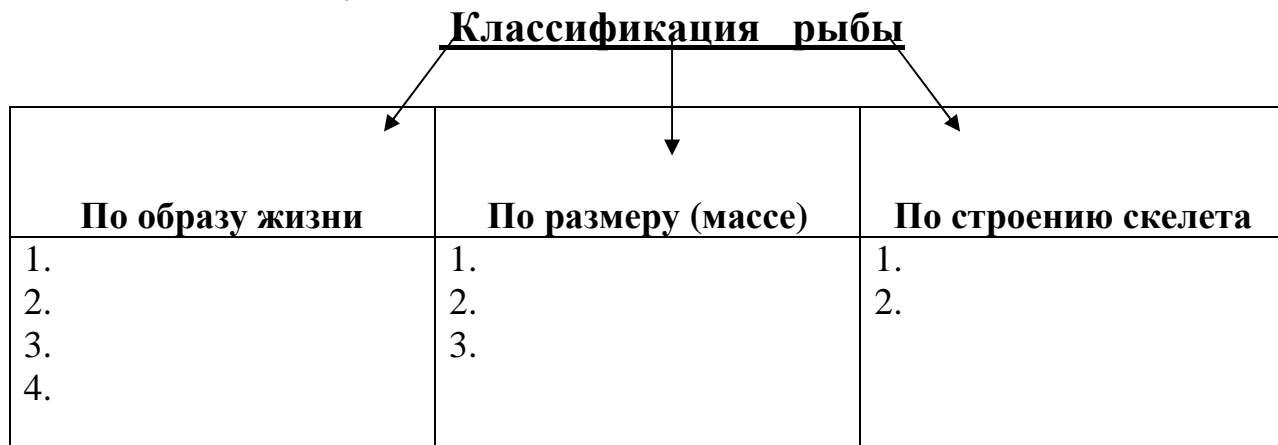 Классификация рыбы
По образу жизни
По размеру (массе)
По строению скелета
1.
2.
3.
4.
1.
2.
3.
1.
2.